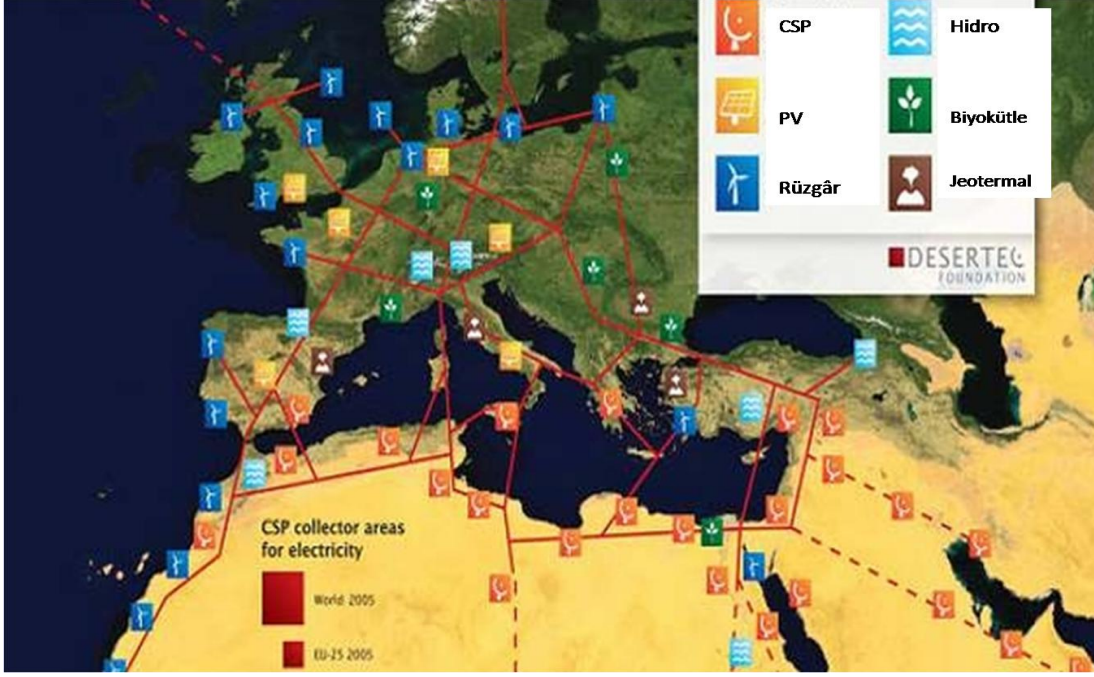 CSP
Hidro
PV
Biyokütle
Rüzgâr
Jeotermal
DESERTEC
FOUNDATION
CSP collector areas
for electricity
World 2005
EU-25 2005